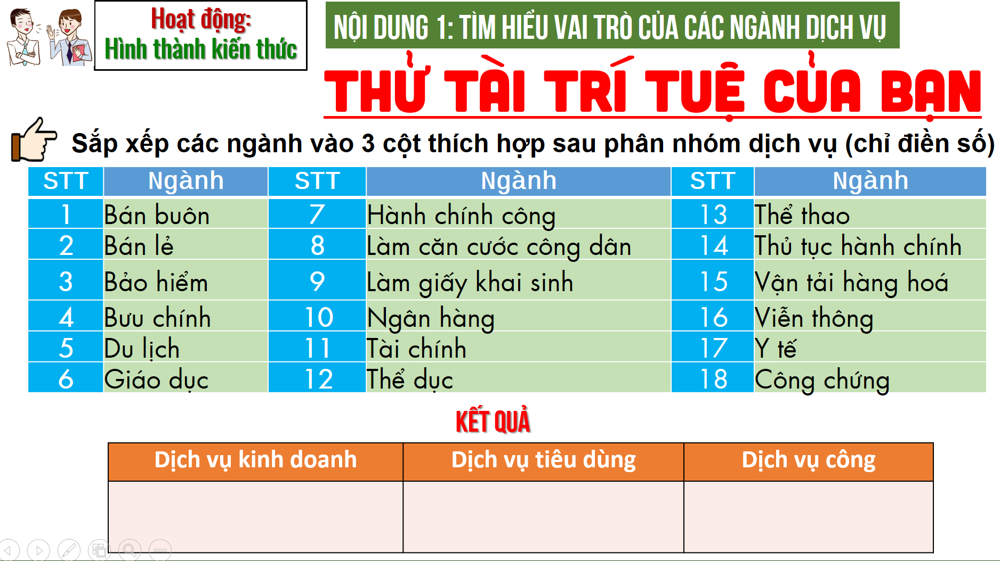 Hoạt động:
Hình thành kiến thức
NỘI DUNG 1: TÌM HIỂU VAI TRÒ CỦA CÁC NGÀNH DỊCH VỤ
THỬ TÀI TRÍ TUỆ CỦA BẠN
Sắp xếp các ngành vào 3 cột thích hợp sau phân nhóm dịch vụ (chỉ điền số)
STT Ngành STT Ngành STT Ngành
1 Bán buôn 7 Hành chính công 13 Thể thao
2 Bán lẻ 8 Làm căn cước công dân 14 Thủ tục hành chính
3 Bảo hiểm 9 Làm giấy khai sinh 15 Vận tải hàng hoá
4 Bưu chính 10 Ngân hàng 16 Viễn thông
5 Du lịch 11 Tài chính 17 Y tế
6 Giáo dục 12 Thể dục 18 Công chứng
KẾT QUẢ
Dịch vụ kinh doanh Dịch vụ tiêu dùng Dịch vụ công